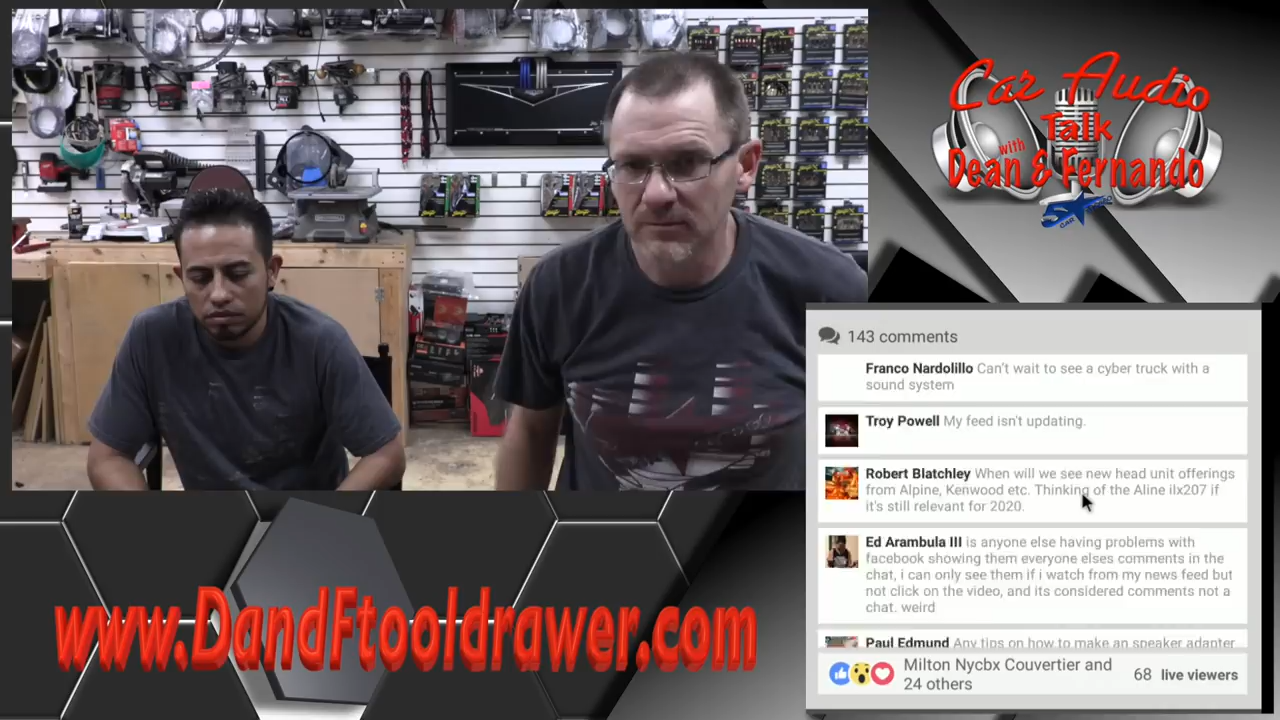 Car Audio
Talk
with
Dean & Fernando
143 comments
Franco Nardolillo Can't wait to see a cyber truck with a
sound system
Troy Powell My feed isn't updating.
Robert Blatchley When will we see new head unit offerings
from Alpine, Kenwood etc. Thinking of the Aline ilx207 if
it's still relevant for 2020.
Ed Arambula III is anyone else having problems with
facebook showing them everyone elses comments in the
chat, i can only see them if i watch from my news feed but
not click on the video, and its considered comments not a
chat. weird
Paul Edmund Any tips on how to make an speaker adapter
Milton Nycbx Couvertier and
24 others
68 live viewers
www.DandFtooldrawer.com